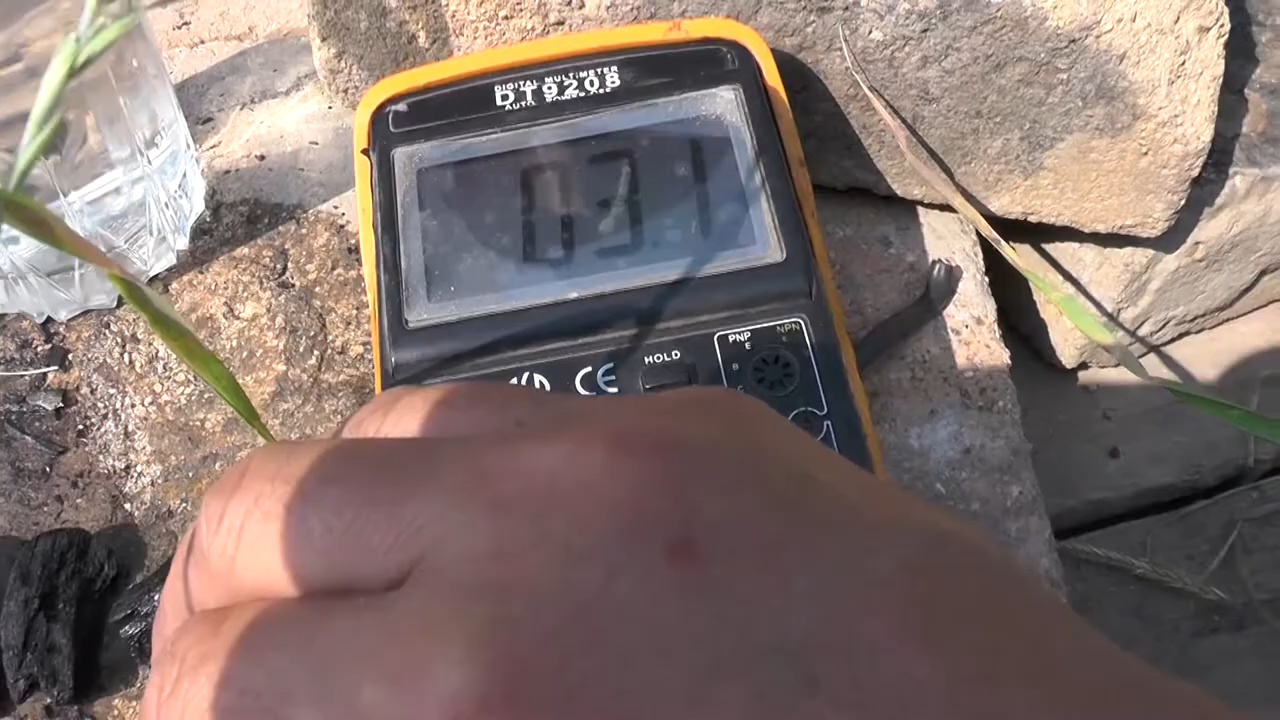 DIGITAL MULTIMETER
DT9208
AUTO POWER OFF
031
HOLD
CE
PNP
NPN
E
E
B